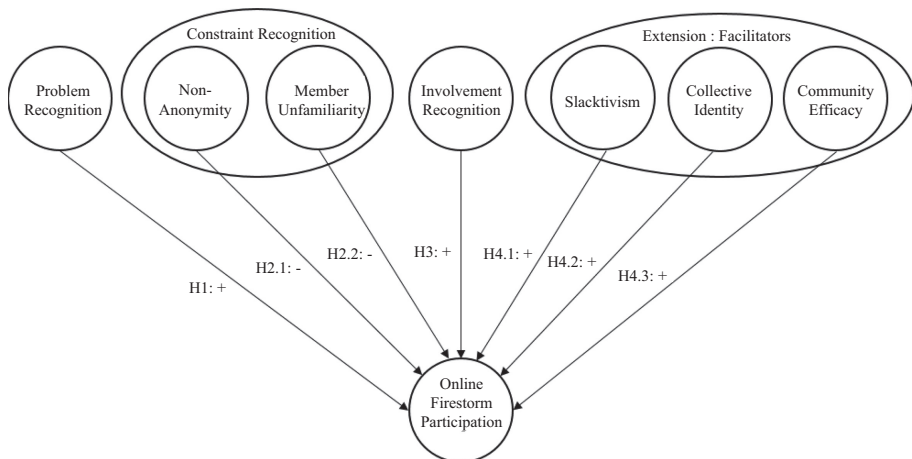 Constraint Recognition
Extension : Facilitators
Problem
Recognition
Non-
Anonymity
Member
Unfamiliarity
Involvement
Recognition
Slacktivism
Collective
Identity
Community
Efficacy
H1: +
H2.1: -
H2.2: -
H3: +
H4.1: +
H4.2: +
H4.3: +
Online
Firestorm
Participation